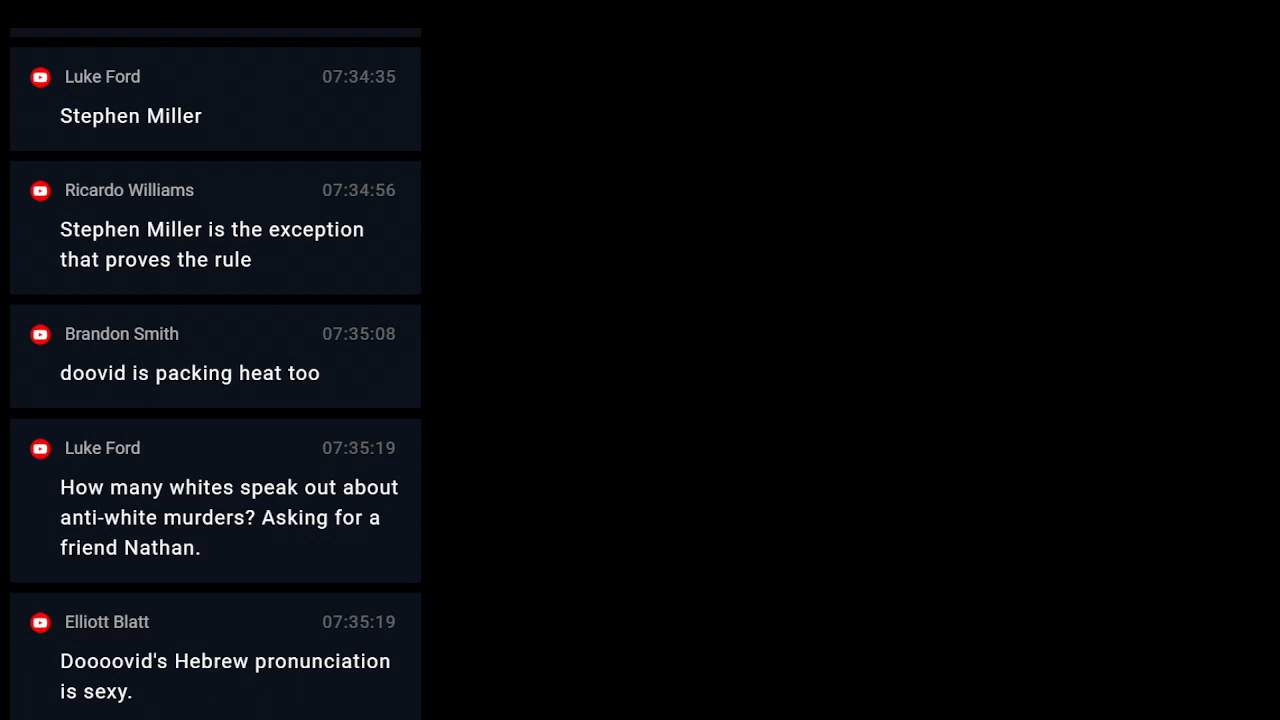 Luke Ford 07:34:35
Stephen Miller
Ricardo Williams 07:34:56
Stephen Miller is the exception
that proves the rule
Brandon Smith 07:35:08
doovid is packing heat too
Luke Ford 07:35:19
How many whites speak out about
anti-white murders? Asking for a
friend Nathan.
Elliott Blatt 07:35:19
Doooovid's Hebrew pronunciation
is sexy.